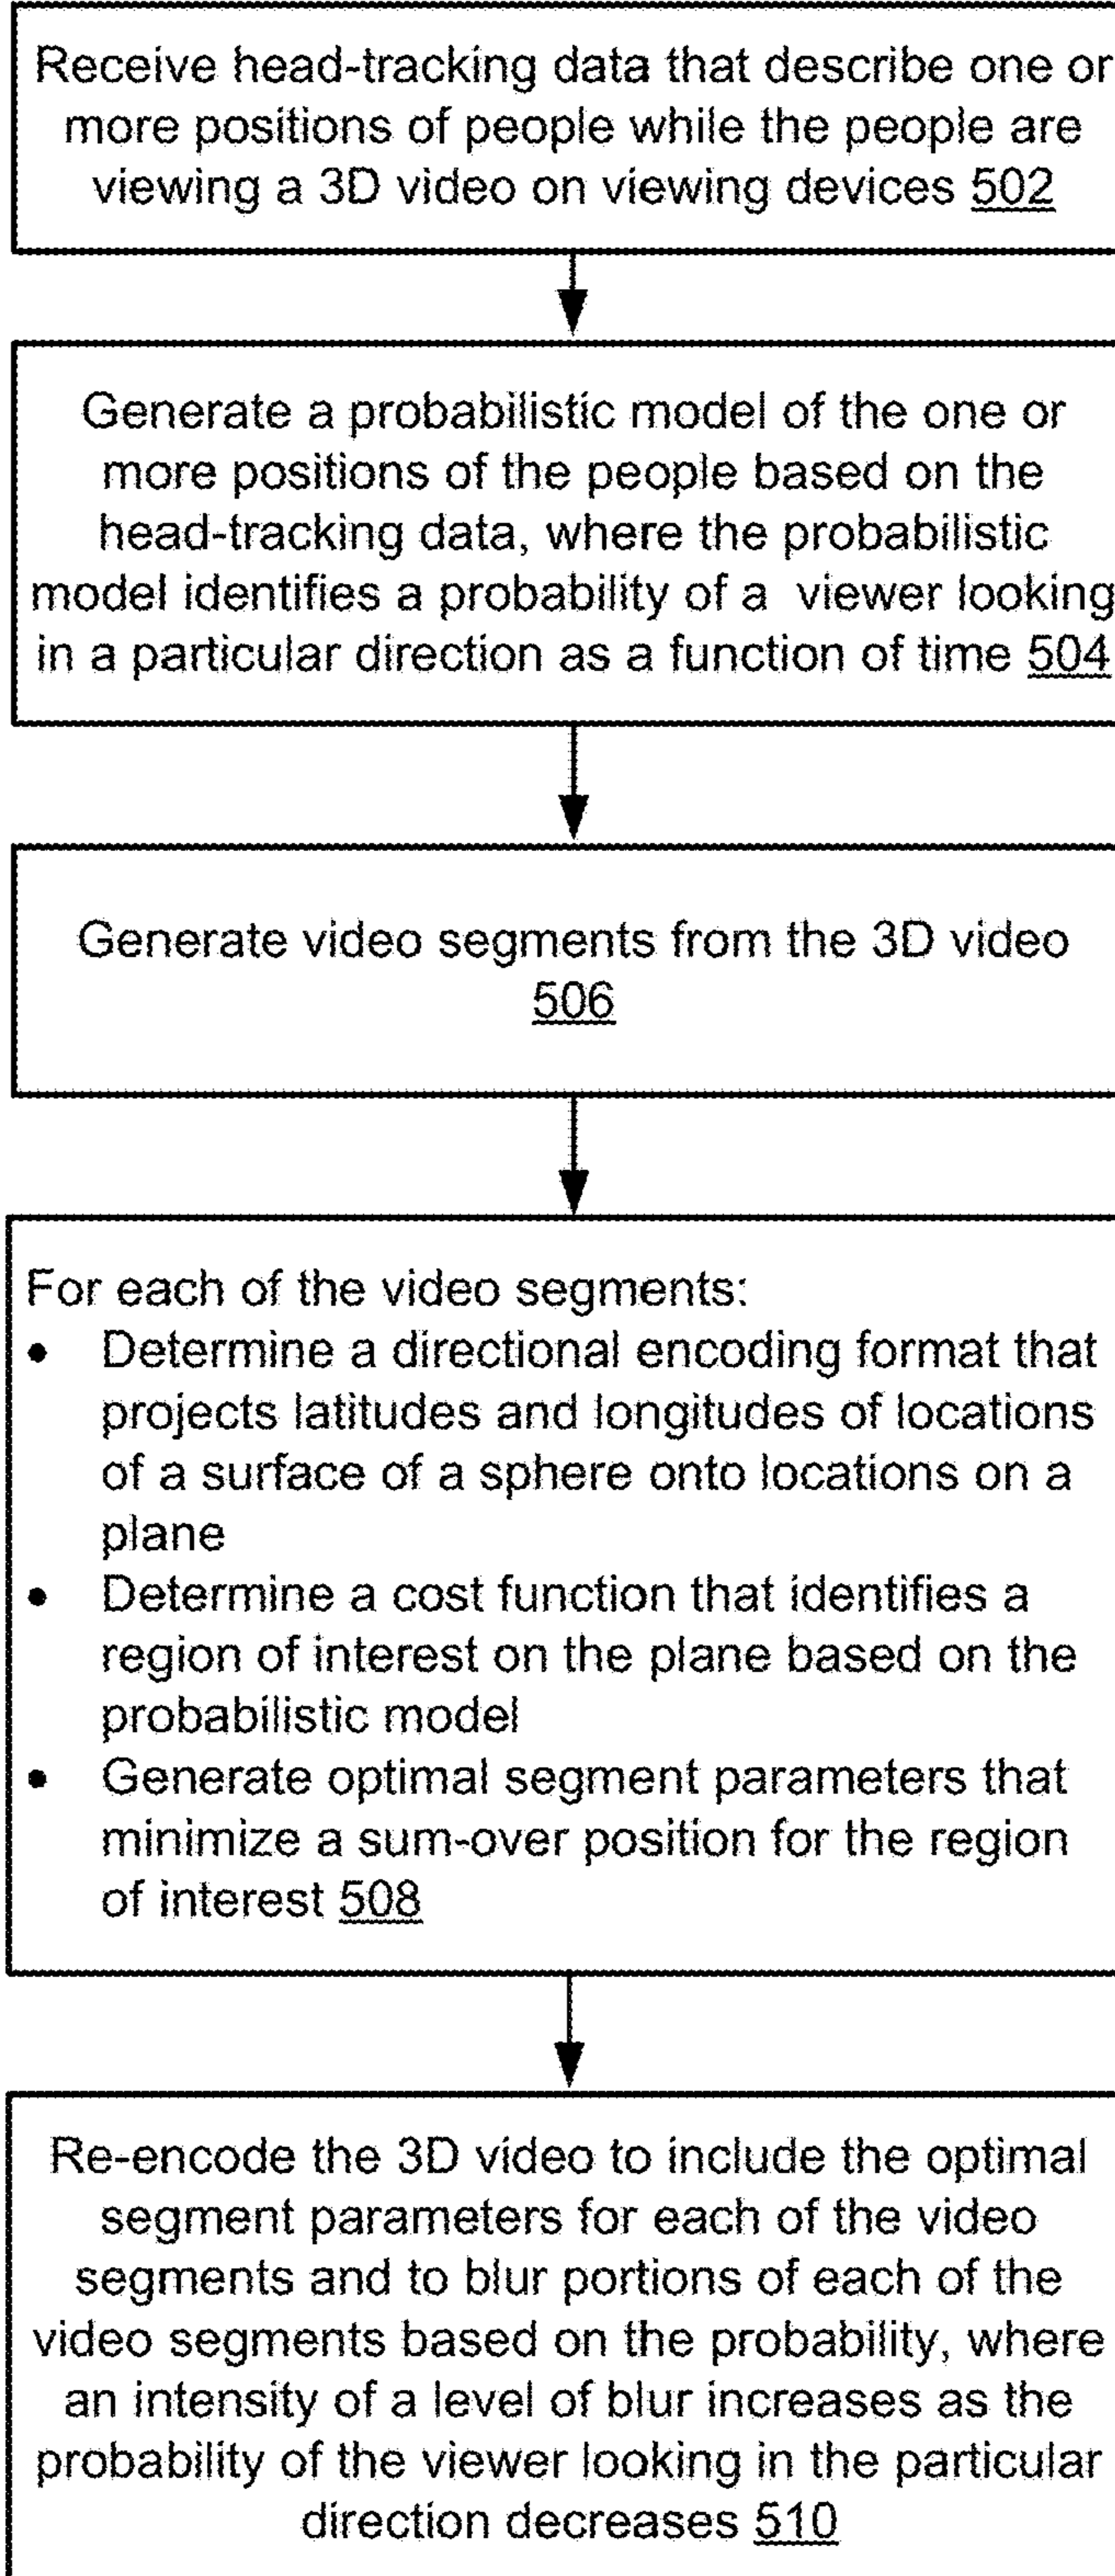 Receive head-tracking data that describe one or
more positions of people while the people are
viewing a 3D video on viewing devices 502
Generate a probabilistic model of the one or
more positions of the people based on the
head-tracking data, where the probabilistic
model identifies a probability of a viewer looking
in a particular direction as a function of time 504
Generate video segments from the 3D video
506
For each of the video segments:
• Determine a directional encoding format that
projects latitudes and longitudes of locations
of a surface of a sphere onto locations on a
plane
• Determine a cost function that identifies a
region of interest on the plane based on the
probabilistic model
• Generate optimal segment parameters that
minimize a sum-over position for the region
of interest 508
Re-encode the 3D video to include the optimal
segment parameters for each of the video
segments and to blur portions of each of the
video segments based on the probability, where
an intensity of a level of blur increases as the
probability of the viewer looking in the particular
direction decreases 510